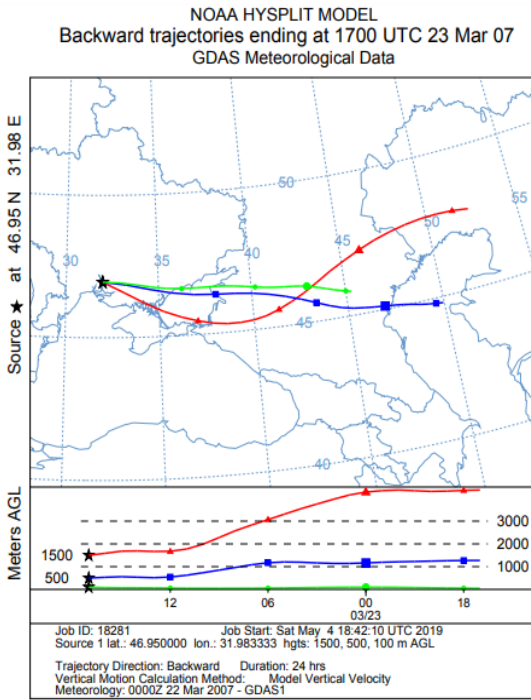 NOAA HYSPLIT MODEL
Backward trajectories ending at 1700 UTC 23 Mar 07
GDAS Meteorological Data
Source ★ at 46.95 N 31.98 E
50
55
30
35
40
45
50
45
40
Meters AGL
1500
500
3000
2000
1000
12
06
00
18
03/23
Job ID: 18281 Job Start: Sat May 4 18:42:10 UTC 2019
Source 1 lat.: 46.950000 lon.: 31.983333 hgts: 1500, 500, 100 m AGL
Trajectory Direction: Backward Duration: 24 hrs
Vertical Motion Calculation Method: Model Vertical Velocity
Meteorology: 0000Z 22 Mar 2007 - GDAS1